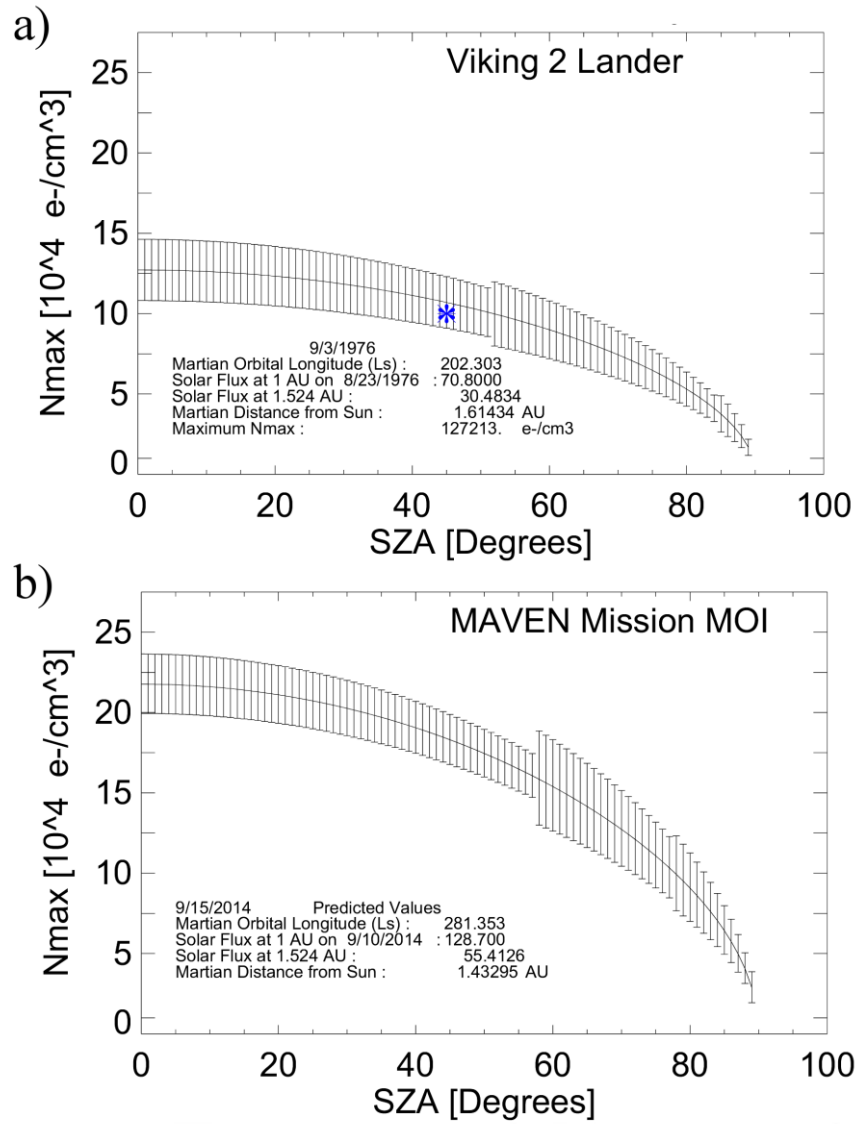 a)
Viking 2 Lander
Nmax [10^4 e-/cm^3]
25
20
15
10
5
0
9/3/1976
Martian Orbital Longitude (Ls) : 202.303
Solar Flux at 1 AU on 8/23/1976 : 70.8000
Solar Flux at 1.524 AU : 30.4834
Martian Distance from Sun : 1.61434 AU
Maximum Nmax : 127213. e-/cm3
0 20 40 60 80 100
SZA [Degrees]
b)
MAVEN Mission MOI
Nmax [10^4 e-/cm^3]
25
20
15
10
5
0
9/15/2014 Predicted Values
Martian Orbital Longitude (Ls) : 281.353
Solar Flux at 1 AU on 9/10/2014 : 128.700
Solar Flux at 1.524 AU : 55.4126
Martian Distance from Sun : 1.43295 AU
0 20 40 60 80 100
SZA [Degrees]